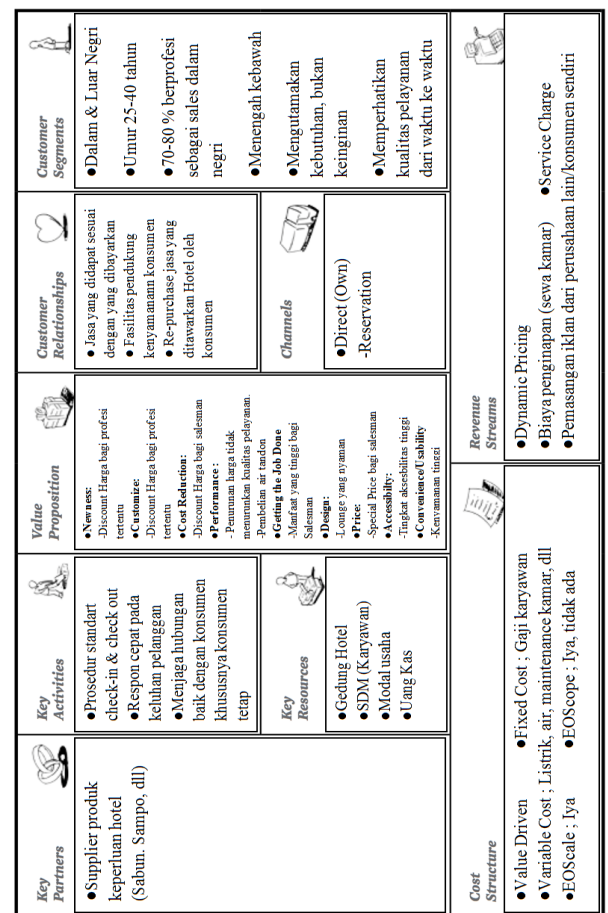 Key
Partners
●Supplier produk
keperluan hotel
(Sabun. Sampo, dll)
Key
Activities
●Prosedur standart
check-in & check out
●Respon cepat pada
keluhan pelanggan
●Menjaga hubungan
baik dengan konsumen
khususnya konsumen
tetap
Key
Resources
●Gedung Hotel
●SDM (Karyawan)
●Modal usaha
●Uang Kas
Value
Proposition
●Newness:
-Discount Harga bagi profesi
tertentu
●Customize:
-Discount Harga bagi profesi
tertentu
●Cost Reduction:
-Discount Harga bagi salesman
●Performance :
- Penurunan harga tidak
menurunkan kualitas pelayanan.
-Pembelian air tandon
●Getting the Job Done
-Manfaat yang tinggi bagi
Salesman
●Design:
-Lounge yang nyaman
●Price:
-Special Price bagi salesman
●Accessibilty:
-Tingkat aksesbilitas tinggi
●Convenience/Usability
-Kenyamanan tinggi
Customer
Relationships
● Jasa yang didapat sesuai
dengan yang dibayarkan
● Fasilitas pendukung
kenyamanann konsumen
● Re-purchase jasa yang
ditawarkan Hotel oleh
konsumen
Channels
●Direct (Own)
-Reservation
Customer
Segments
●Dalam & Luar Negri
●Umur 25-40 tahun
●70-80 % berprofesi
sebagai sales dalam
negri
●Menengah kebawah
●Mengutamakan
kebutuhan, bukan
keinginan
●Memperhatikan
kualitas pelayanan
dari waktu ke waktu
Cost
Structure
●Value Driven ●Fixed Cost ; Gaji karyawan
●Variable Cost ; Listrik, air, maintenance kamar, dll
●EOScale ; Iya ●EOScope ; Iya, tidak ada
Revenue
Streams
●Dynamic Pricing
●Biaya penginapan (sewa kamar) ●Service Charge
●Pemasangan iklan dari perusahaan lain/konsumen sendiri